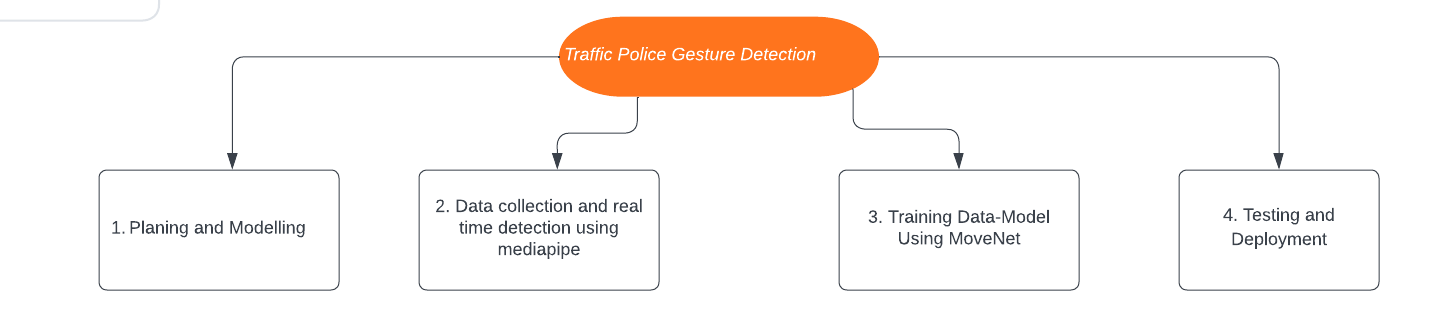 Traffic Police Gesture Detection
1. Planing and Modelling
2. Data collection and real
time detection using
mediapipe
3. Training Data-Model
Using MoveNet
4. Testing and
Deployment